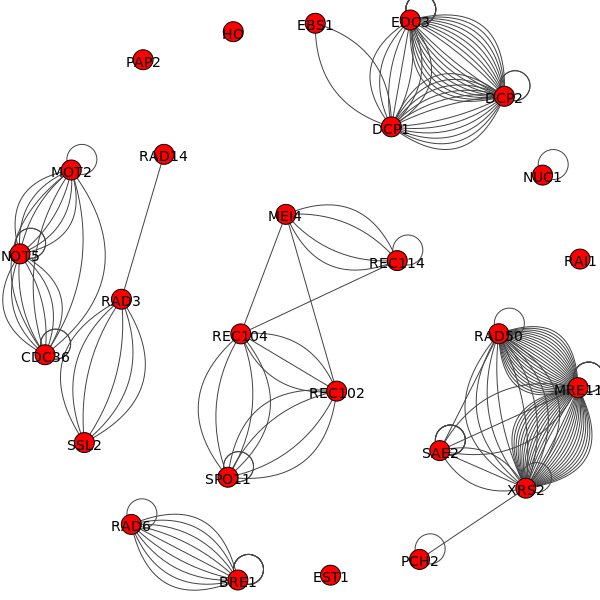 EDC3
EBS1
HO
PAP2
DCP2
DCP1
RAD14
MOT2
NUC1
MEI4
NOT5
REC114
RAI1
RAD3
REC104
RAD50
CDC36
MRE11
REC102
SSL2
SAE2
SPO11
XRS2
RAD6
PCH2
EST1
BRE1